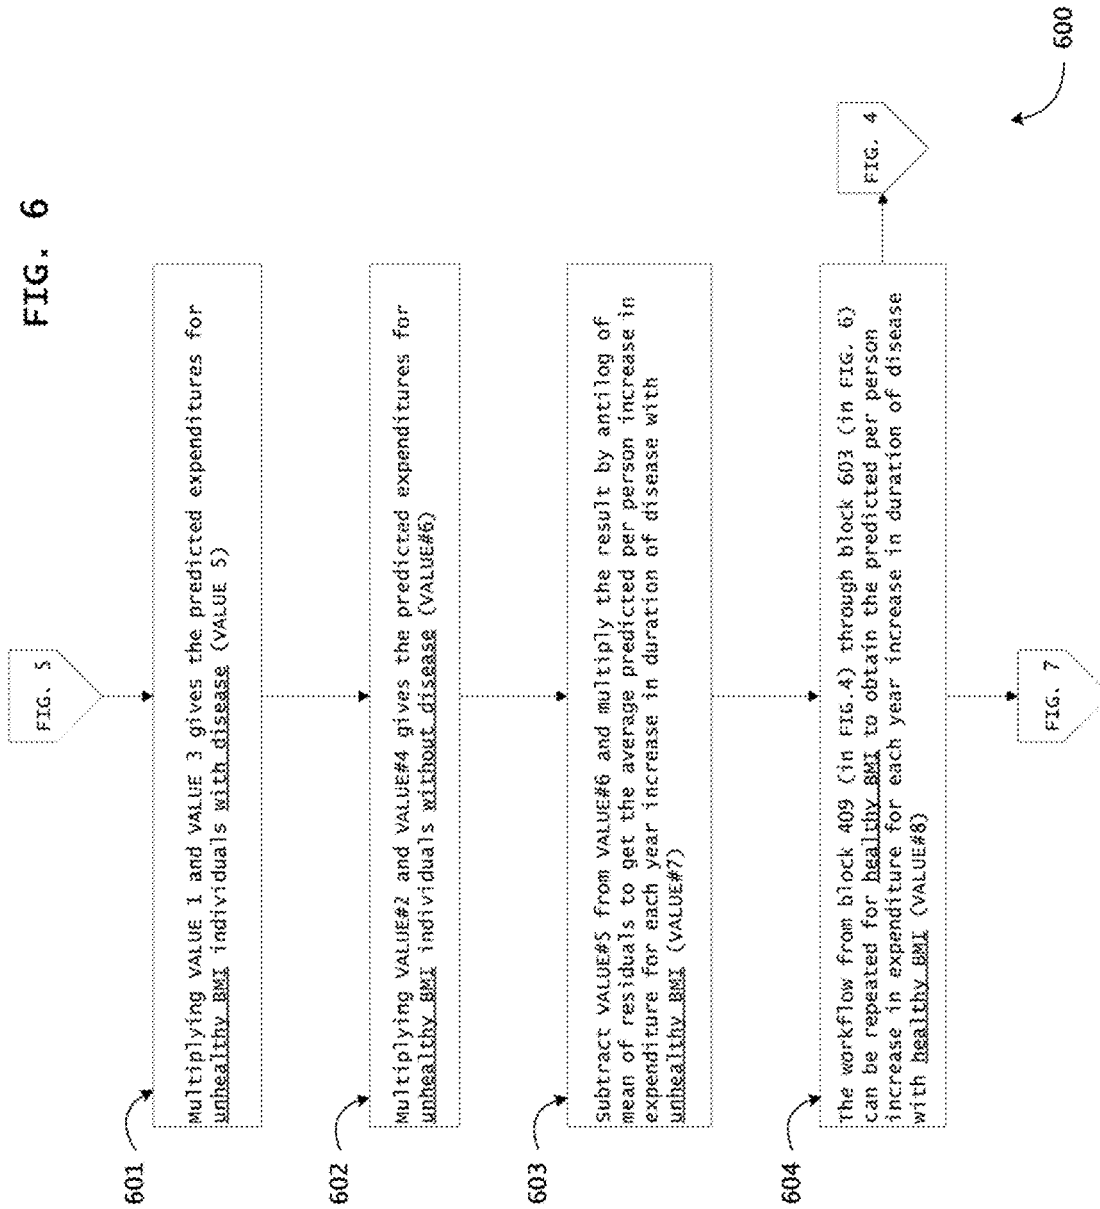 FIG. 6
FIG. 5
601
Multiplying VALUE 1 and VALUE 3 gives the predicted expenditures for
unhealthy BMI individuals with disease (VALUE 5)
602
Multiplying VALUE#2 and VALUE#4 gives the predicted expenditures for
unhealthy BMI individuals without disease (VALUE#6)
603
Subtract VALUE#5 from VALUE#6 and multiply the result by antilog of
mean of residuals to get the average predicted per person increase in
expenditure for each year increase in duration of disease with
unhealthy BMI (VALUE#7)
604
The workflow from block 409 (in FIG.4) through block 603 (in FIG. 6)
can be repeated for healthy BMI to obtain the predicted per person
increase in expenditure for each year increase in duration of disease
with healthy BMI (VALUE#8)
FIG. 4
FIG. 7
600